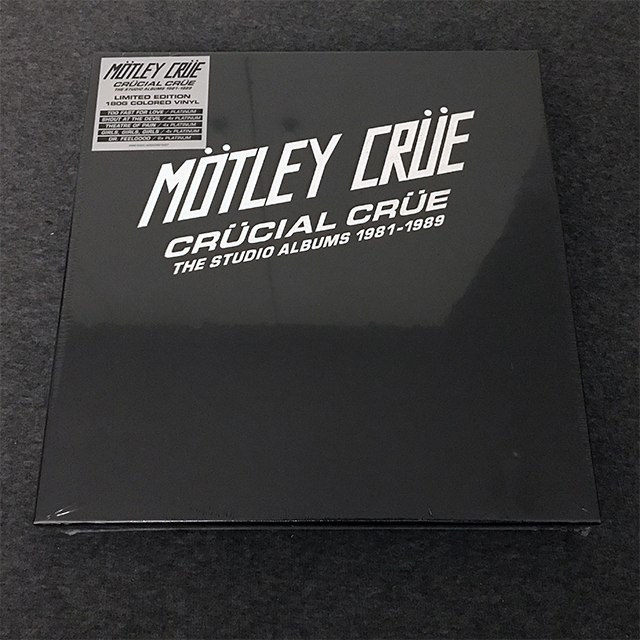 MÖTLEY CRÜE
CRÜCIAL CRÜE
THE STUDIO ALBUMS 1981-1989
LIMITED EDITION
180G COLORED VINYL
TOO FAST FOR LOVE / PLATINUM
SHOUT AT THE DEVIL / 4x PLATINUM
THEATRE OF PAIN / 4x PLATINUM
GIRLS, GIRLS, GIRLS / 4x PLATINUM
DR. FEELGOOD / 6x PLATINUM
MÖTLEY CRÜE
CRÜCIAL CRÜE
THE STUDIO ALBUMS 1981-1989